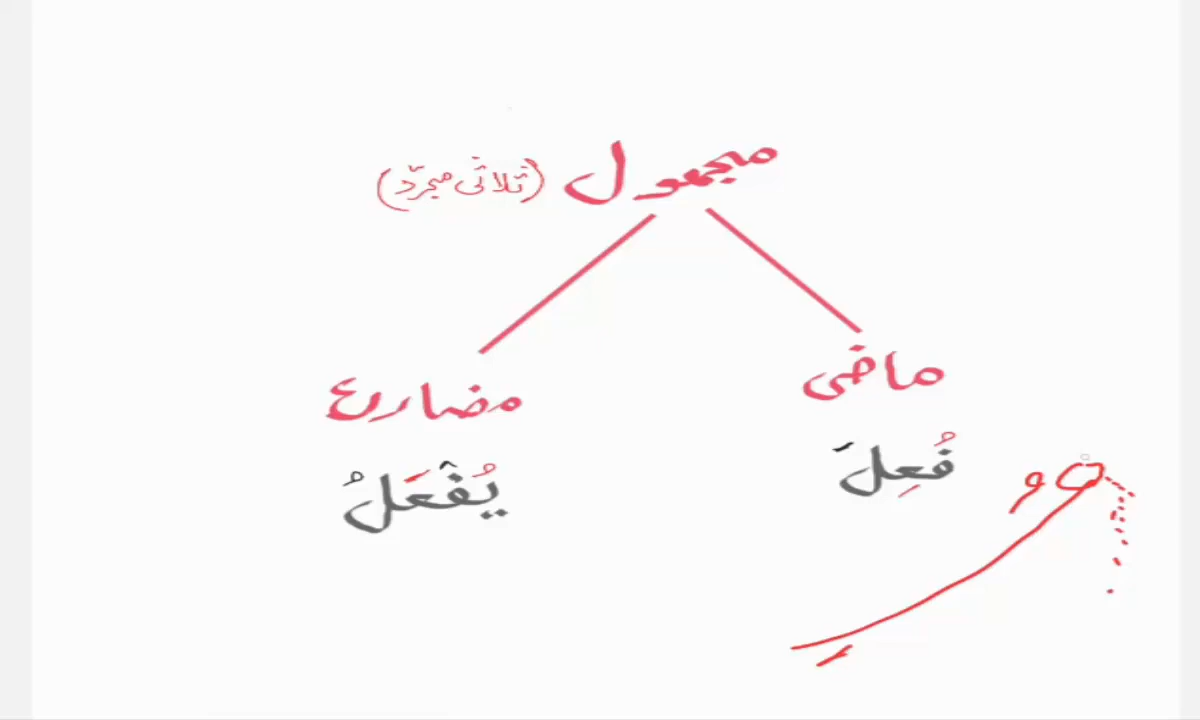 مجهول (ثلاثی مجرّد)
ماضی
مضارع
فُعِلَ
يُفْعَلُ